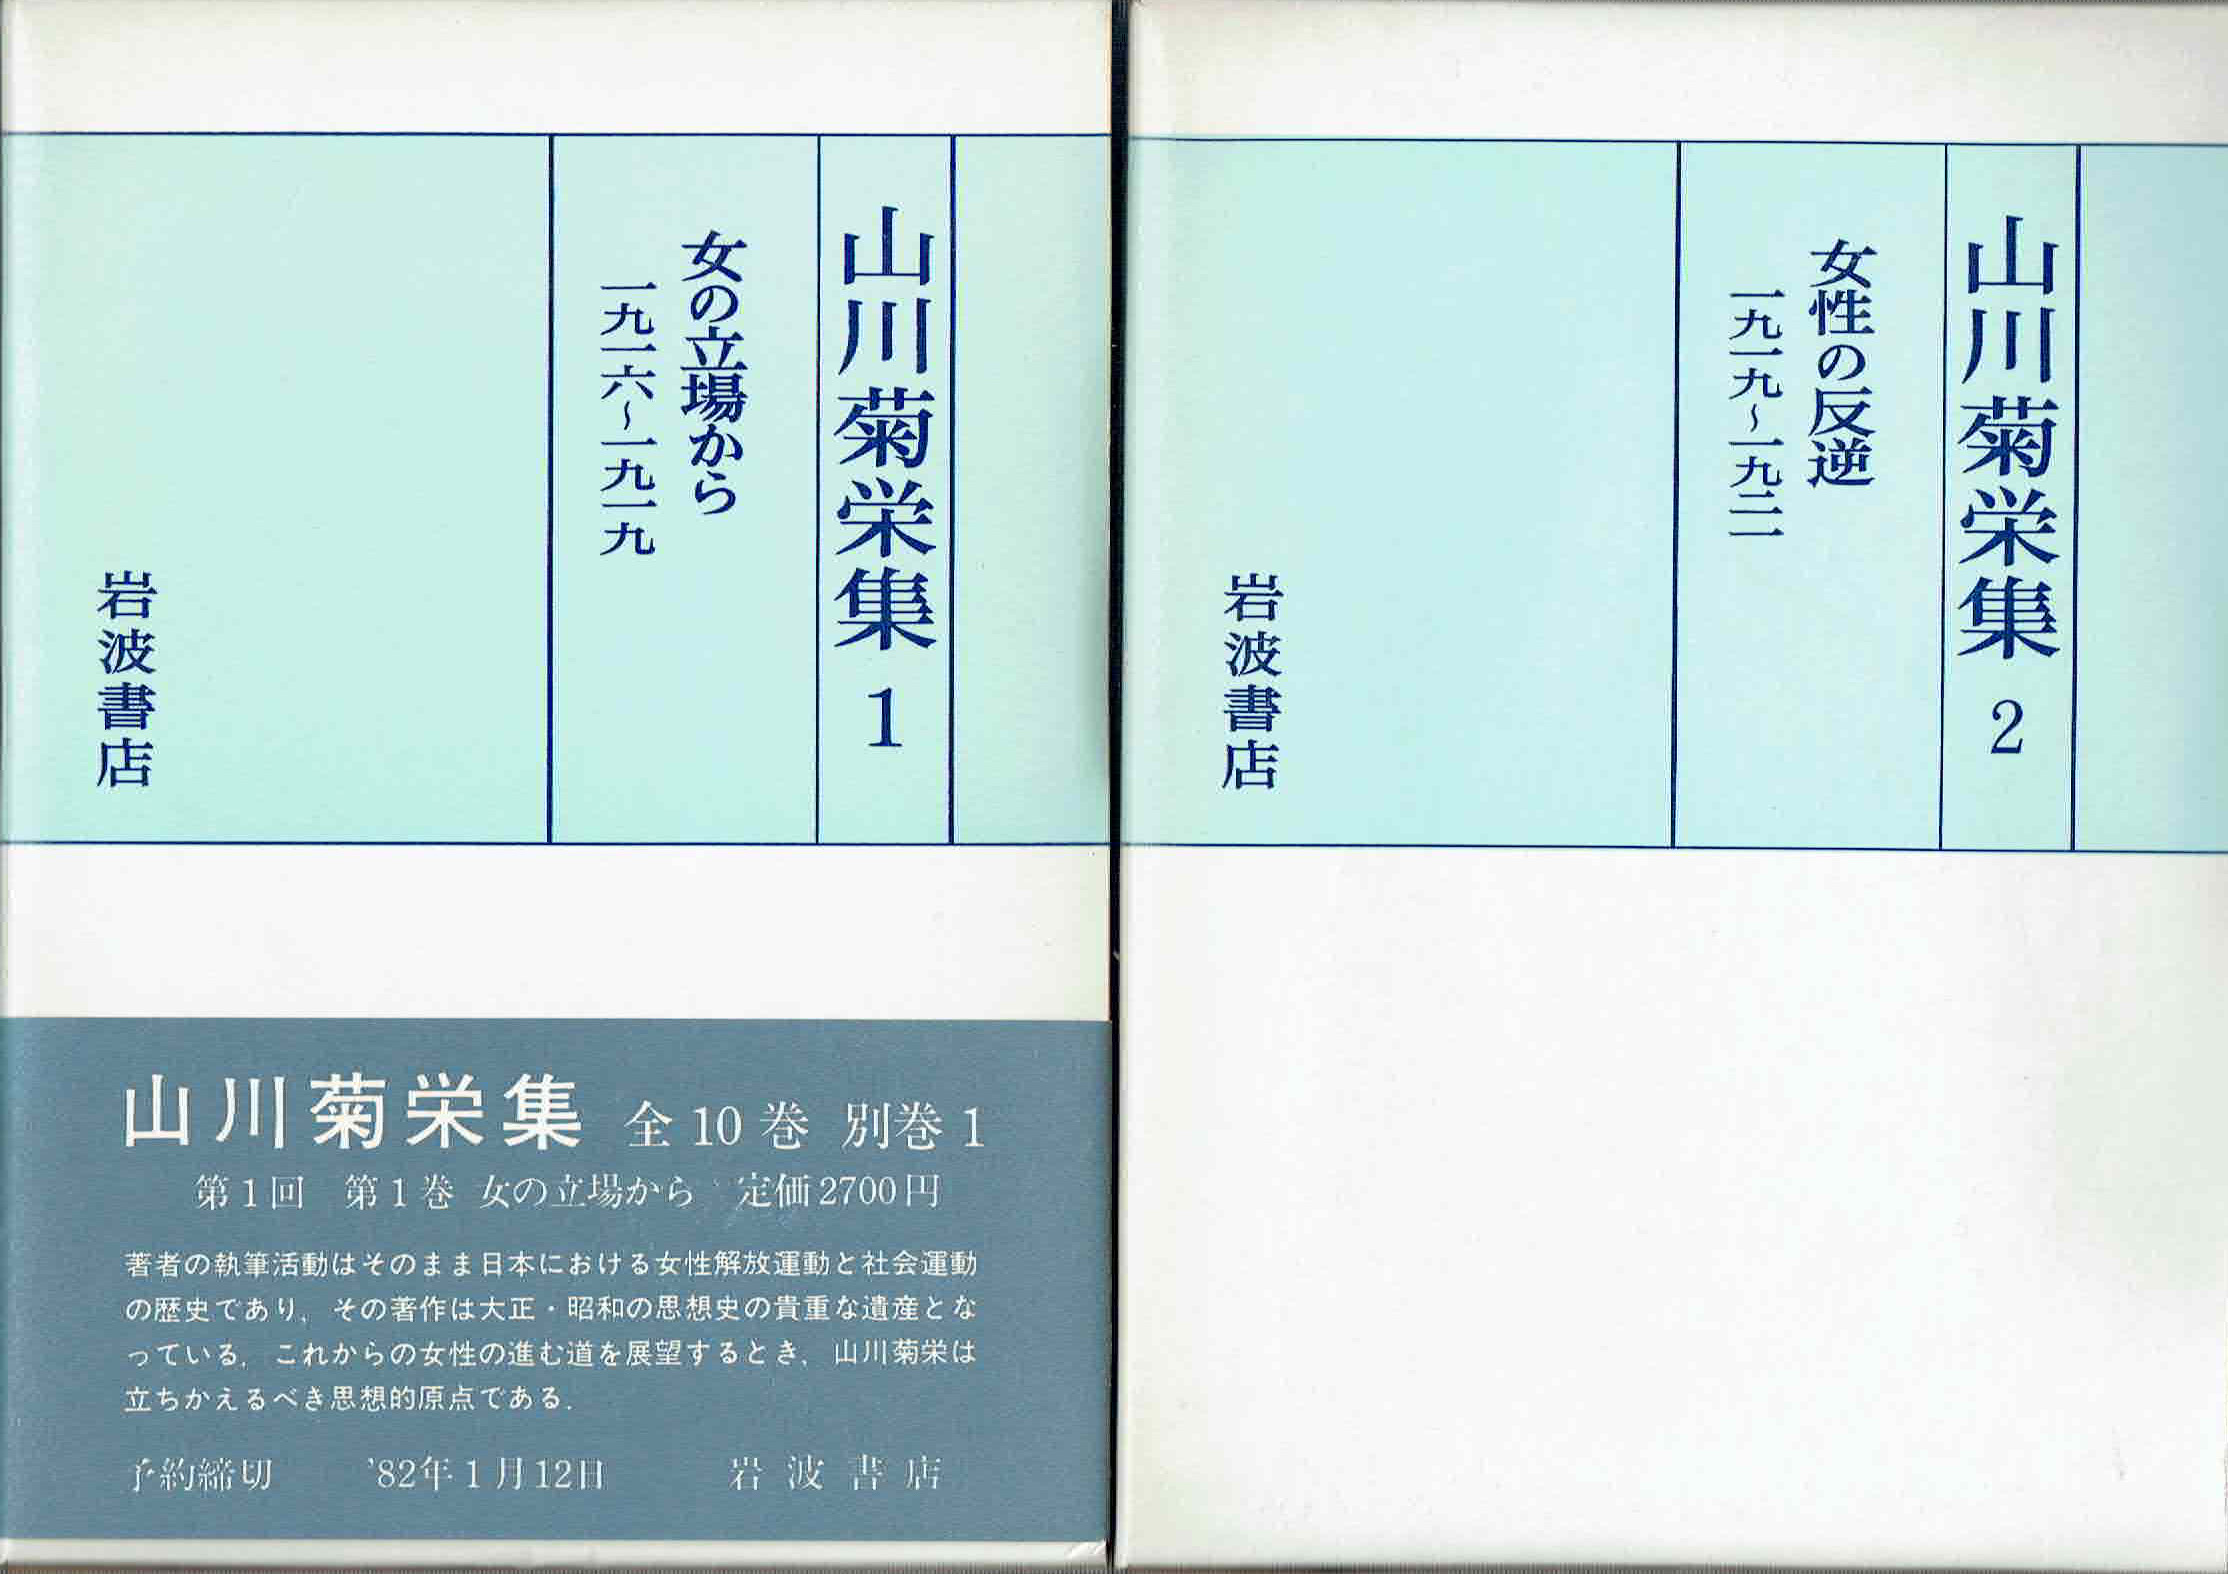 山川菊栄集 1
女の立場から
一九一六~一九一九
岩波書店
山川菊栄集 全10巻 別巻1
第1回 第1巻 女の立場から 定価2700円
著者の執筆活動はそのまま日本における女性解放運動と社会運動
の歴史であり,その著作は大正・昭和の思想史の貴重な遺産とな
っている.これからの女性の進む道を展望するとき,山川菊栄は
立ちかえるべき思想的原点である.
予約締切 '82年1月12日 岩波書店
山川菊栄集 2
女性の反逆
一九一九~一九二一
岩波書店